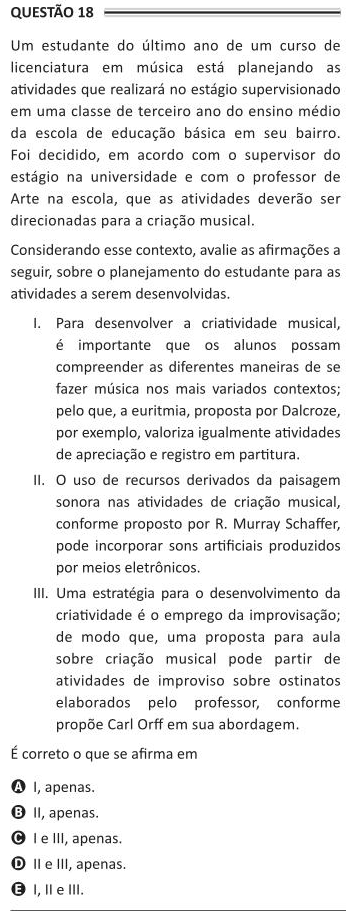 QUESTÃO 18
Um estudante do último ano de um curso de
licenciatura em música está planejando as
atividades que realizará no estágio supervisionado
em uma classe de terceiro ano do ensino médio
da escola de educação básica em seu bairro.
Foi decidido, em acordo com o supervisor do
estágio na universidade e com o professor de
Arte na escola, que as atividades deverão ser
direcionadas para a criação musical.
Considerando esse contexto, avalie as afirmações a
seguir, sobre o planejamento do estudante para as
atividades a serem desenvolvidas.
I. Para desenvolver a criatividade musical,
é importante que os alunos possam
compreender as diferentes maneiras de se
fazer música nos mais variados contextos;
pelo que, a euritmia, proposta por Dalcroze,
por exemplo, valoriza igualmente atividades
de apreciação e registro em partitura.
II. O uso de recursos derivados da paisagem
sonora nas atividades de criação musical,
conforme proposto por R. Murray Schaffer,
pode incorporar sons artificiais produzidos
por meios eletrônicos.
III. Uma estratégia para o desenvolvimento da
criatividade é o emprego da improvisação;
de modo que, uma proposta para aula
sobre criação musical pode partir de
atividades de improviso sobre ostinatos
elaborados pelo professor, conforme
propõe Carl Orff em sua abordagem.
É correto o que se afirma em
A I, apenas.
B II, apenas.
C I e III, apenas.
D II e III, apenas.
E I, II e III.